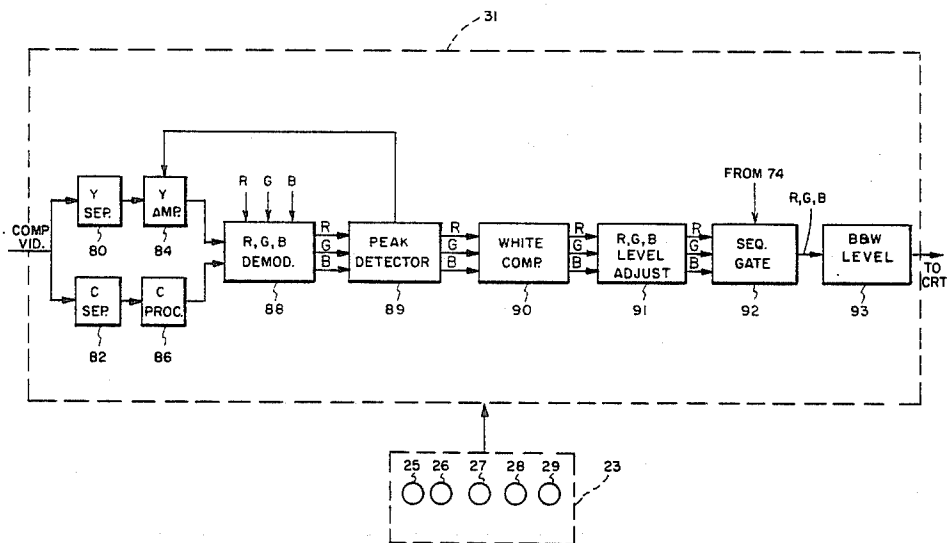 31
FROM 74
R G B
R,G,B
COMP.
VID.
Y
SEP.
80
Y
AMP.
84
C
SEP.
82
C
PROC.
86
R, G, B
DEMOD.
88
R
G
B
PEAK
DETECTOR
89
R
G
B
WHITE
COMP.
90
R
G
B
R,G,B
LEVEL
ADJUST
91
R
G
B
SEQ.
GATE
92
B&W
LEVEL
93
TO
CRT
25 26 27 28 29
23